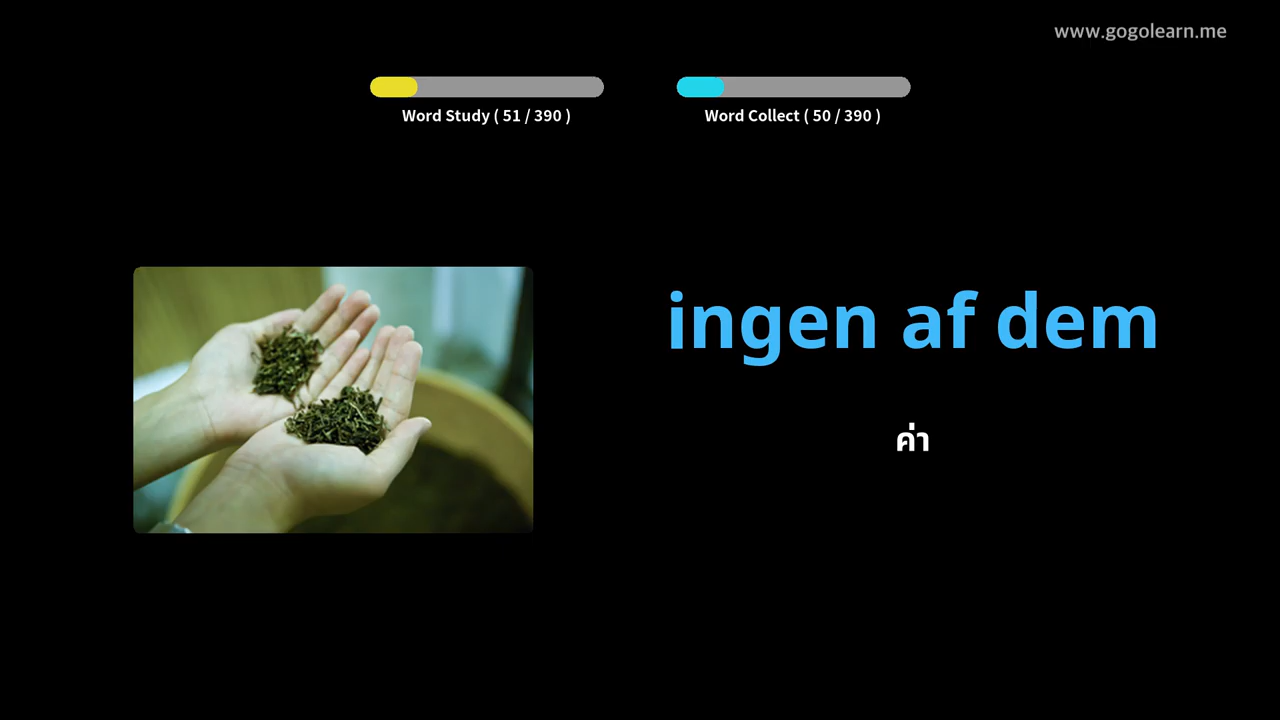 www.gogolearn.me
Word Study ( 51 / 390 )
Word Collect ( 50 / 390 )
ingen af dem
ค่า